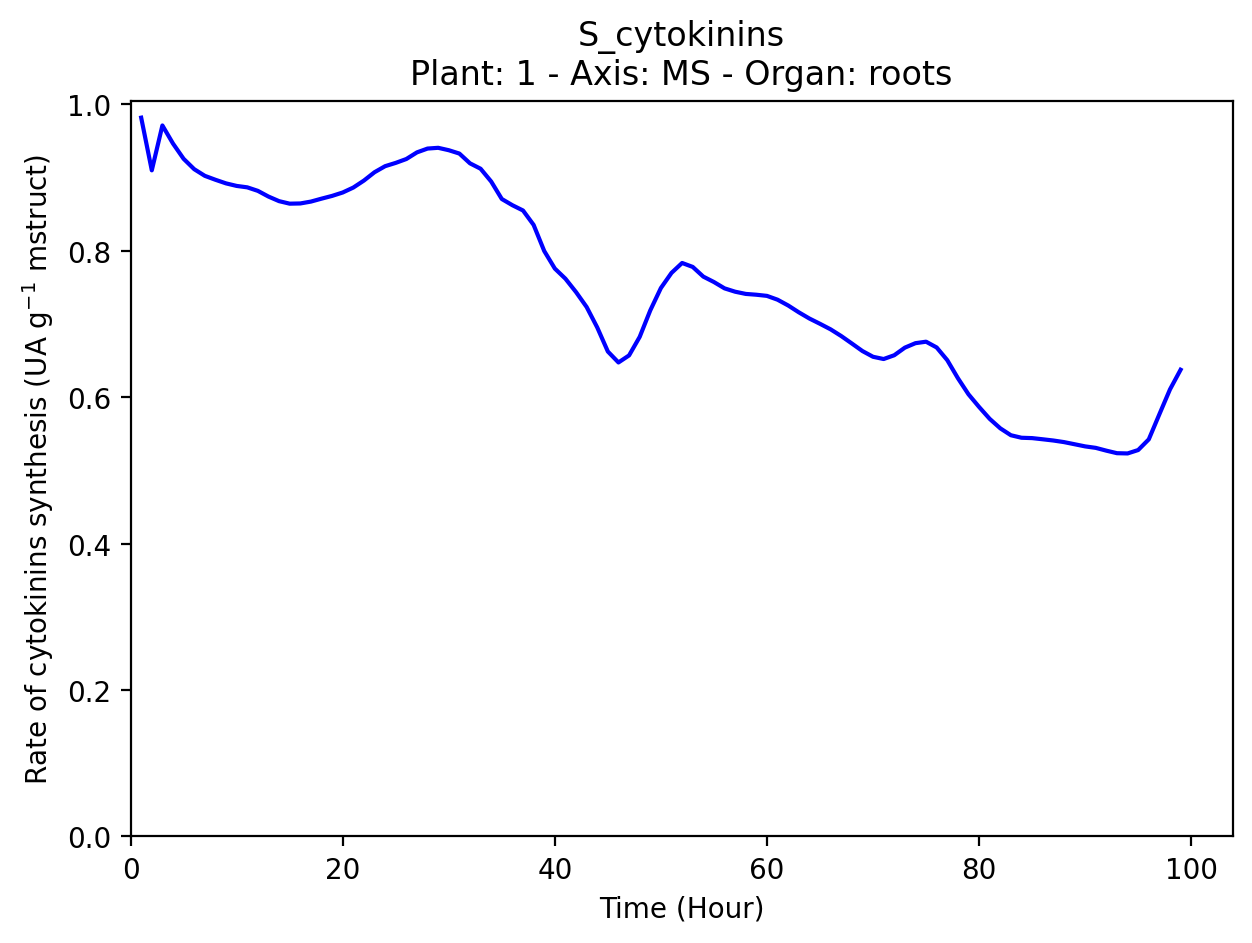 S_cytokinins
Plant: 1 - Axis: MS - Organ: roots
Rate of cytokinins synthesis (UA g⁻¹ mstruct)
1.0
0.8
0.6
0.4
0.2
0.0
0 20 40 60 80 100
Time (Hour)